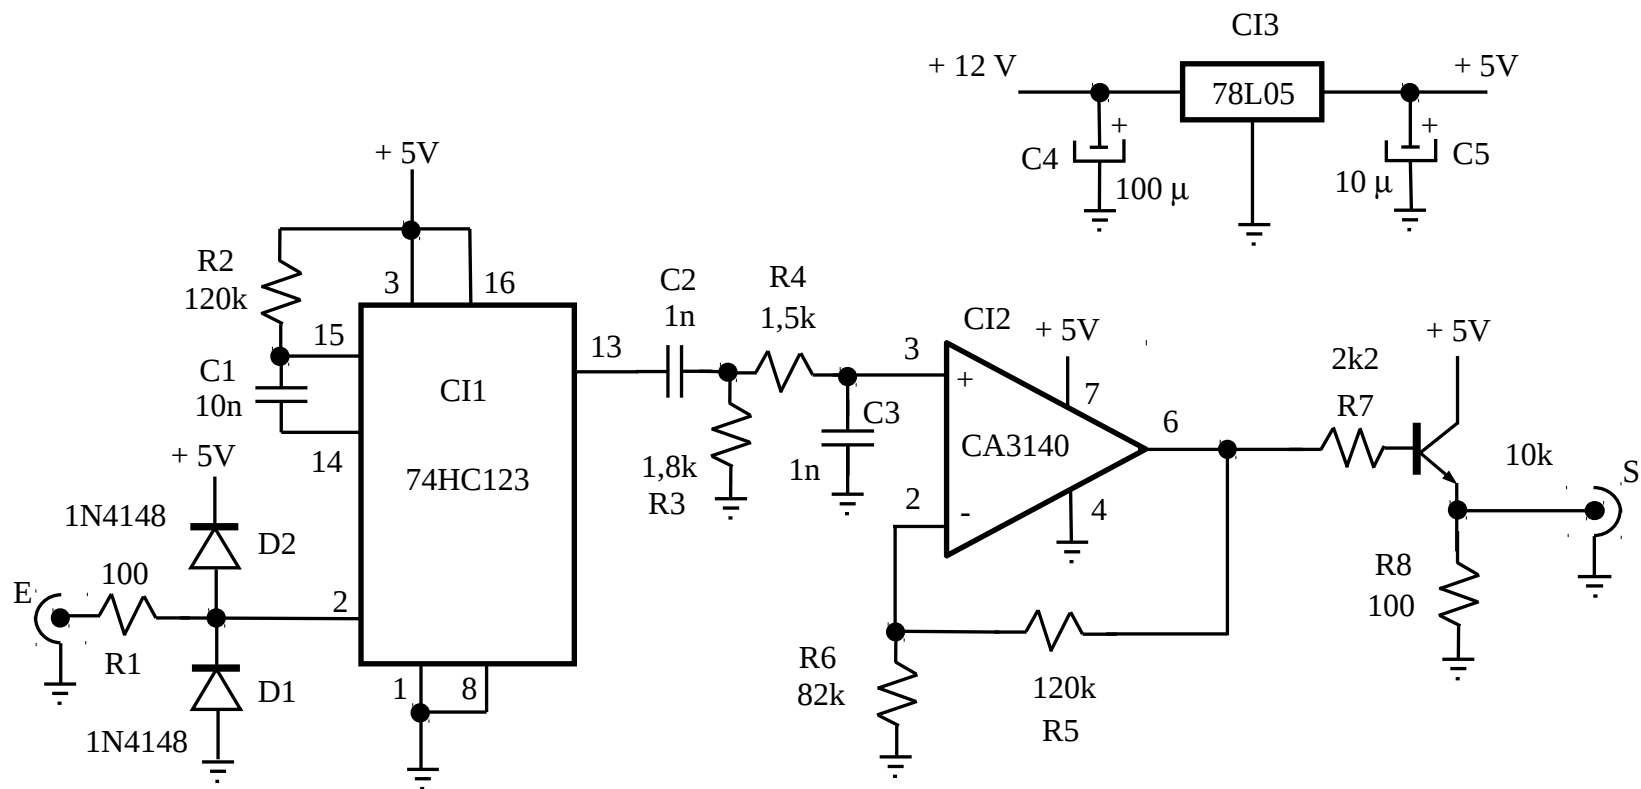 CI3
+ 12 V
78L05
+ 5V
+
+
C4
100 µ
10 µ
C5
+ 5V
R2
120k
3
16
15
C1
10n
14
CI1
74HC123
13
C2
1n
R4
1,5k
1,8k
R3
C3
1n
3
CI2
+ 5V
+
7
CA3140
6
2
-
4
2k2
R7
+ 5V
10k
S
R8
100
R6
82k
120k
R5
+ 5V
1N4148
D2
E
100
R1
2
D1
1N4148
1
8